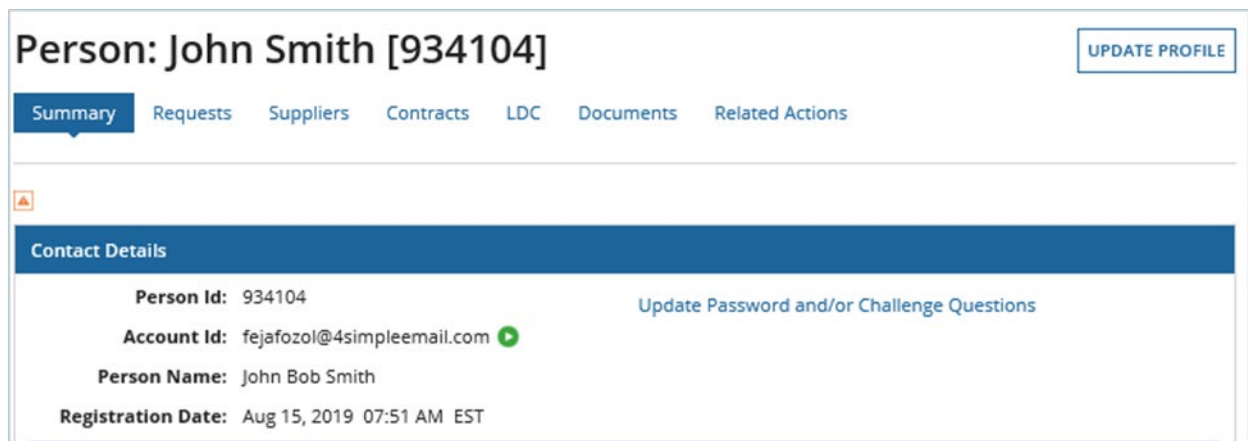 Person: John Smith [934104]
UPDATE PROFILE
Summary Requests Suppliers Contracts LDC Documents Related Actions
Contact Details
Person Id: 934104
Update Password and/or Challenge Questions
Account Id: fejafozol@4simpleemail.com
Person Name: John Bob Smith
Registration Date: Aug 15, 2019 07:51 AM EST